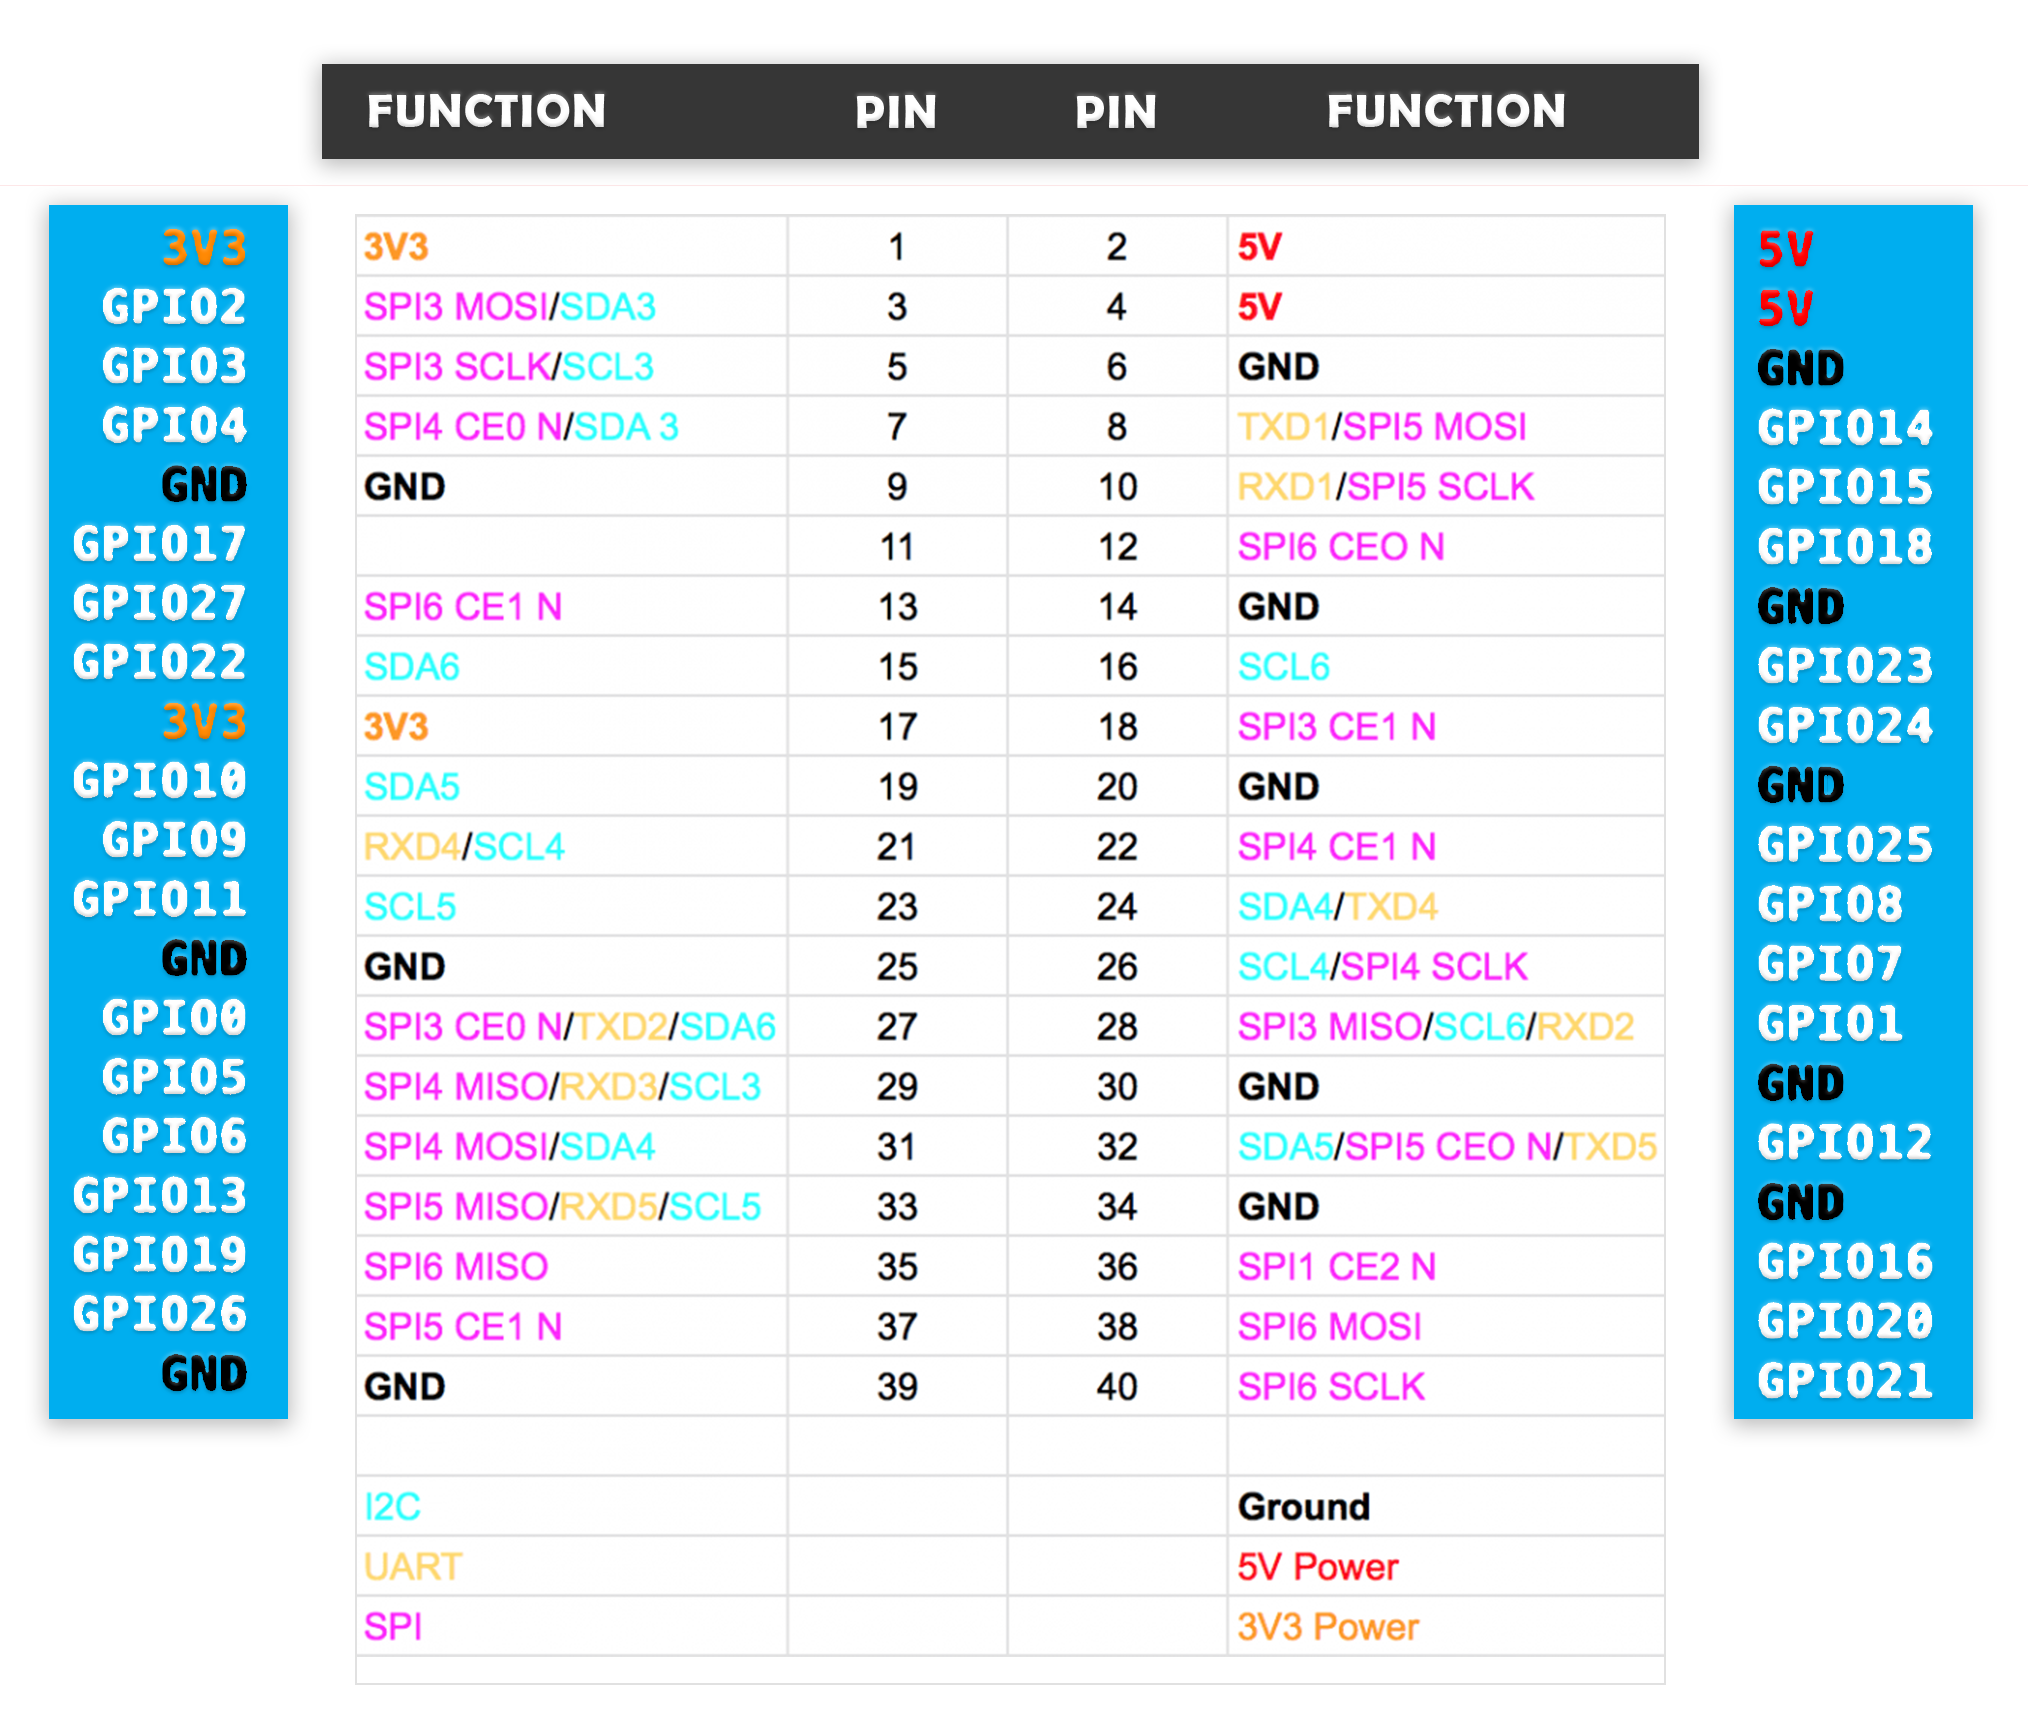 FUNCTION PIN PIN FUNCTION
3V3 3V3 1 2 5V 5V
GPIO2 SPI3 MOSI/SDA3 3 4 5V 5V
GPIO3 SPI3 SCLK/SCL3 5 6 GND GND
GPIO4 SPI4 CE0 N/SDA 3 7 8 TXD1/SPI5 MOSI GPIO14
GND GND 9 10 RXD1/SPI5 SCLK GPIO15
GPIO17 11 12 SPI6 CEO N GPIO18
GPIO27 SPI6 CE1 N 13 14 GND GND
GPIO22 SDA6 15 16 SCL6 GPIO23
3V3 3V3 17 18 SPI3 CE1 N GPIO24
GPIO10 SDA5 19 20 GND GND
GPIO9 RXD4/SCL4 21 22 SPI4 CE1 N GPIO25
GPIO11 SCL5 23 24 SDA4/TXD4 GPIO8
GND GND 25 26 SCL4/SPI4 SCLK GPIO7
GPIO0 SPI3 CE0 N/TXD2/SDA6 27 28 SPI3 MISO/SCL6/RXD2 GPIO1
GPIO5 SPI4 MISO/RXD3/SCL3 29 30 GND GND
GPIO6 SPI4 MOSI/SDA4 31 32 SDA5/SPI5 CEO N/TXD5 GPIO12
GPIO13 SPI5 MISO/RXD5/SCL5 33 34 GND GND
GPIO19 SPI6 MISO 35 36 SPI1 CE2 N GPIO16
GPIO26 SPI5 CE1 N 37 38 SPI6 MOSI GPIO20
GND GND 39 40 SPI6 SCLK GPIO21
I2C Ground
UART 5V Power
SPI 3V3 Power